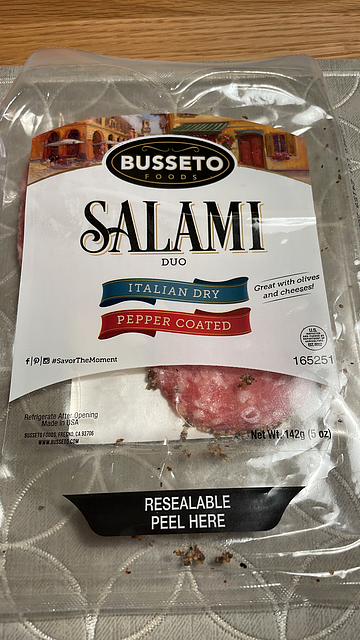 BUSSETO
FOODS
SALAMI
DUO
ITALIAN DRY
PEPPER COATED
Great with olives
and cheeses!
U.S.
#SavorTheMoment
165251
Refrigerate After Opening
Made in USA
BUSSETO FOODS, FRESNO, CA 93706
WWW.BUSSETO.COM
Net Wt. 142g (5 oz)
RESEALABLE
PEEL HERE